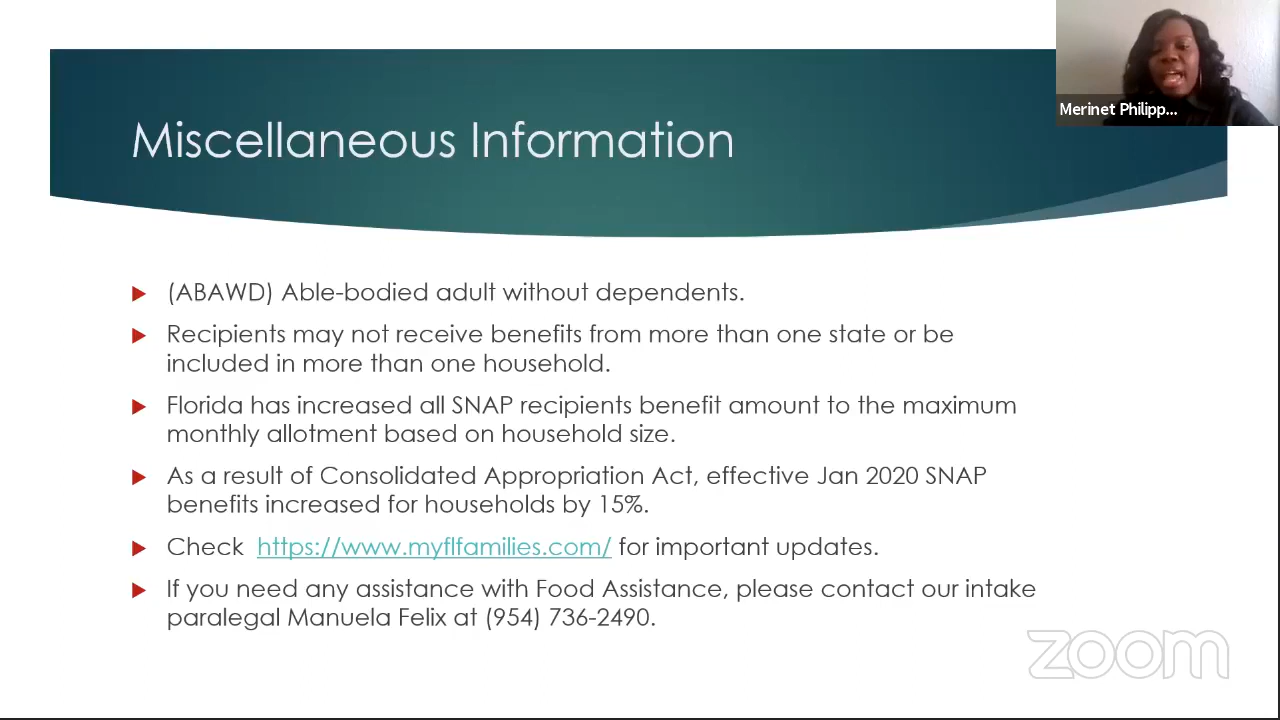 Merinet Philipp...
Miscellaneous Information
(ABAWD) Able-bodied adult without dependents.
Recipients may not receive benefits from more than one state or be
included in more than one household.
Florida has increased all SNAP recipients benefit amount to the maximum
monthly allotment based on household size.
As a result of Consolidated Appropriation Act, effective Jan 2020 SNAP
benefits increased for households by 15%.
Check https://www.myflfamilies.com/ for important updates.
If you need any assistance with Food Assistance, please contact our intake
paralegal Manuela Felix at (954) 736-2490.
zoom